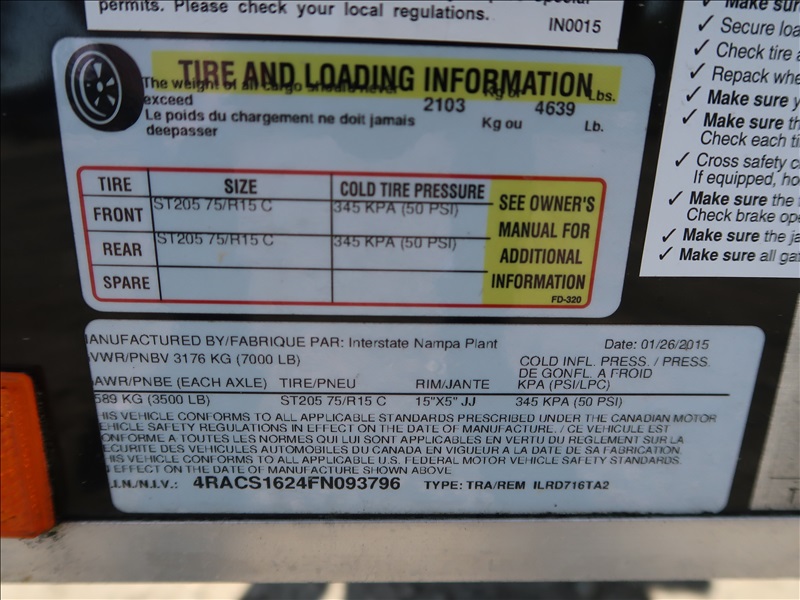 permits. Please check your local regulations.
IN0015
Make sur
✓ Secure loa
✓ Check tire a
✓ Repack whe
✓ Make sure y
✓ Make sure th
Check each ti
✓ Cross safety c
If equipped, ho
✓ Make sure the
Check brake ope
✓ Make sure the ja
✓ Make sure all gat
TIRE AND LOADING INFORMATION
The weight of all cargo should never
exceed 2103 Kg or 4639 Lbs.
Le poids du chargement ne doit jamais
deepasser Kg ou Lb.
TIRE SIZE COLD TIRE PRESSURE
FRONT ST205 75/R15 C 345 KPA (50 PSI)
REAR ST205 75/R15 C 345 KPA (50 PSI)
SPARE
SEE OWNER'S
MANUAL FOR
ADDITIONAL
INFORMATION
FD-320
ANUFACTURED BY/FABRIQUE PAR: Interstate Nampa Plant Date: 01/26/2015
VWR/PNBV 3176 KG (7000 LB)
COLD INFL. PRESS. / PRESS.
DE GONFL. A FROID
AWR/PNBE (EACH AXLE) TIRE/PNEU RIM/JANTE KPA (PSI/LPC)
589 KG (3500 LB) ST205 75/R15 C 15"X5" JJ 345 KPA (50 PSI)
HIS VEHICLE CONFORMS TO ALL APPLICABLE STANDARDS PRESCRIBED UNDER THE CANADIAN MOTOR
EHICLE SAFETY REGULATIONS IN EFFECT ON THE DATE OF MANUFACTURE. / CE VEHICULE EST
ONFORME A TOUTES LES NORMES QUI LUI SONT APPLICABLES EN VERTU DU REGLEMENT SUR LA
ECURITE DES VEHICULES AUTOMOBILES DU CANADA EN VIGUEUR A LA DATE DE SA FABRICATION.
HIS VEHICLE CONFORMS TO ALL APPLICABLE U.S. FEDERAL MOTOR VEHICLE SAFETY STANDARDS.
N EFFECT ON THE DATE OF MANUFACTURE SHOWN ABOVE
.I.N./N.I.V.: 4RACS1624FN093796 TYPE: TRA/REM ILRD716TA2